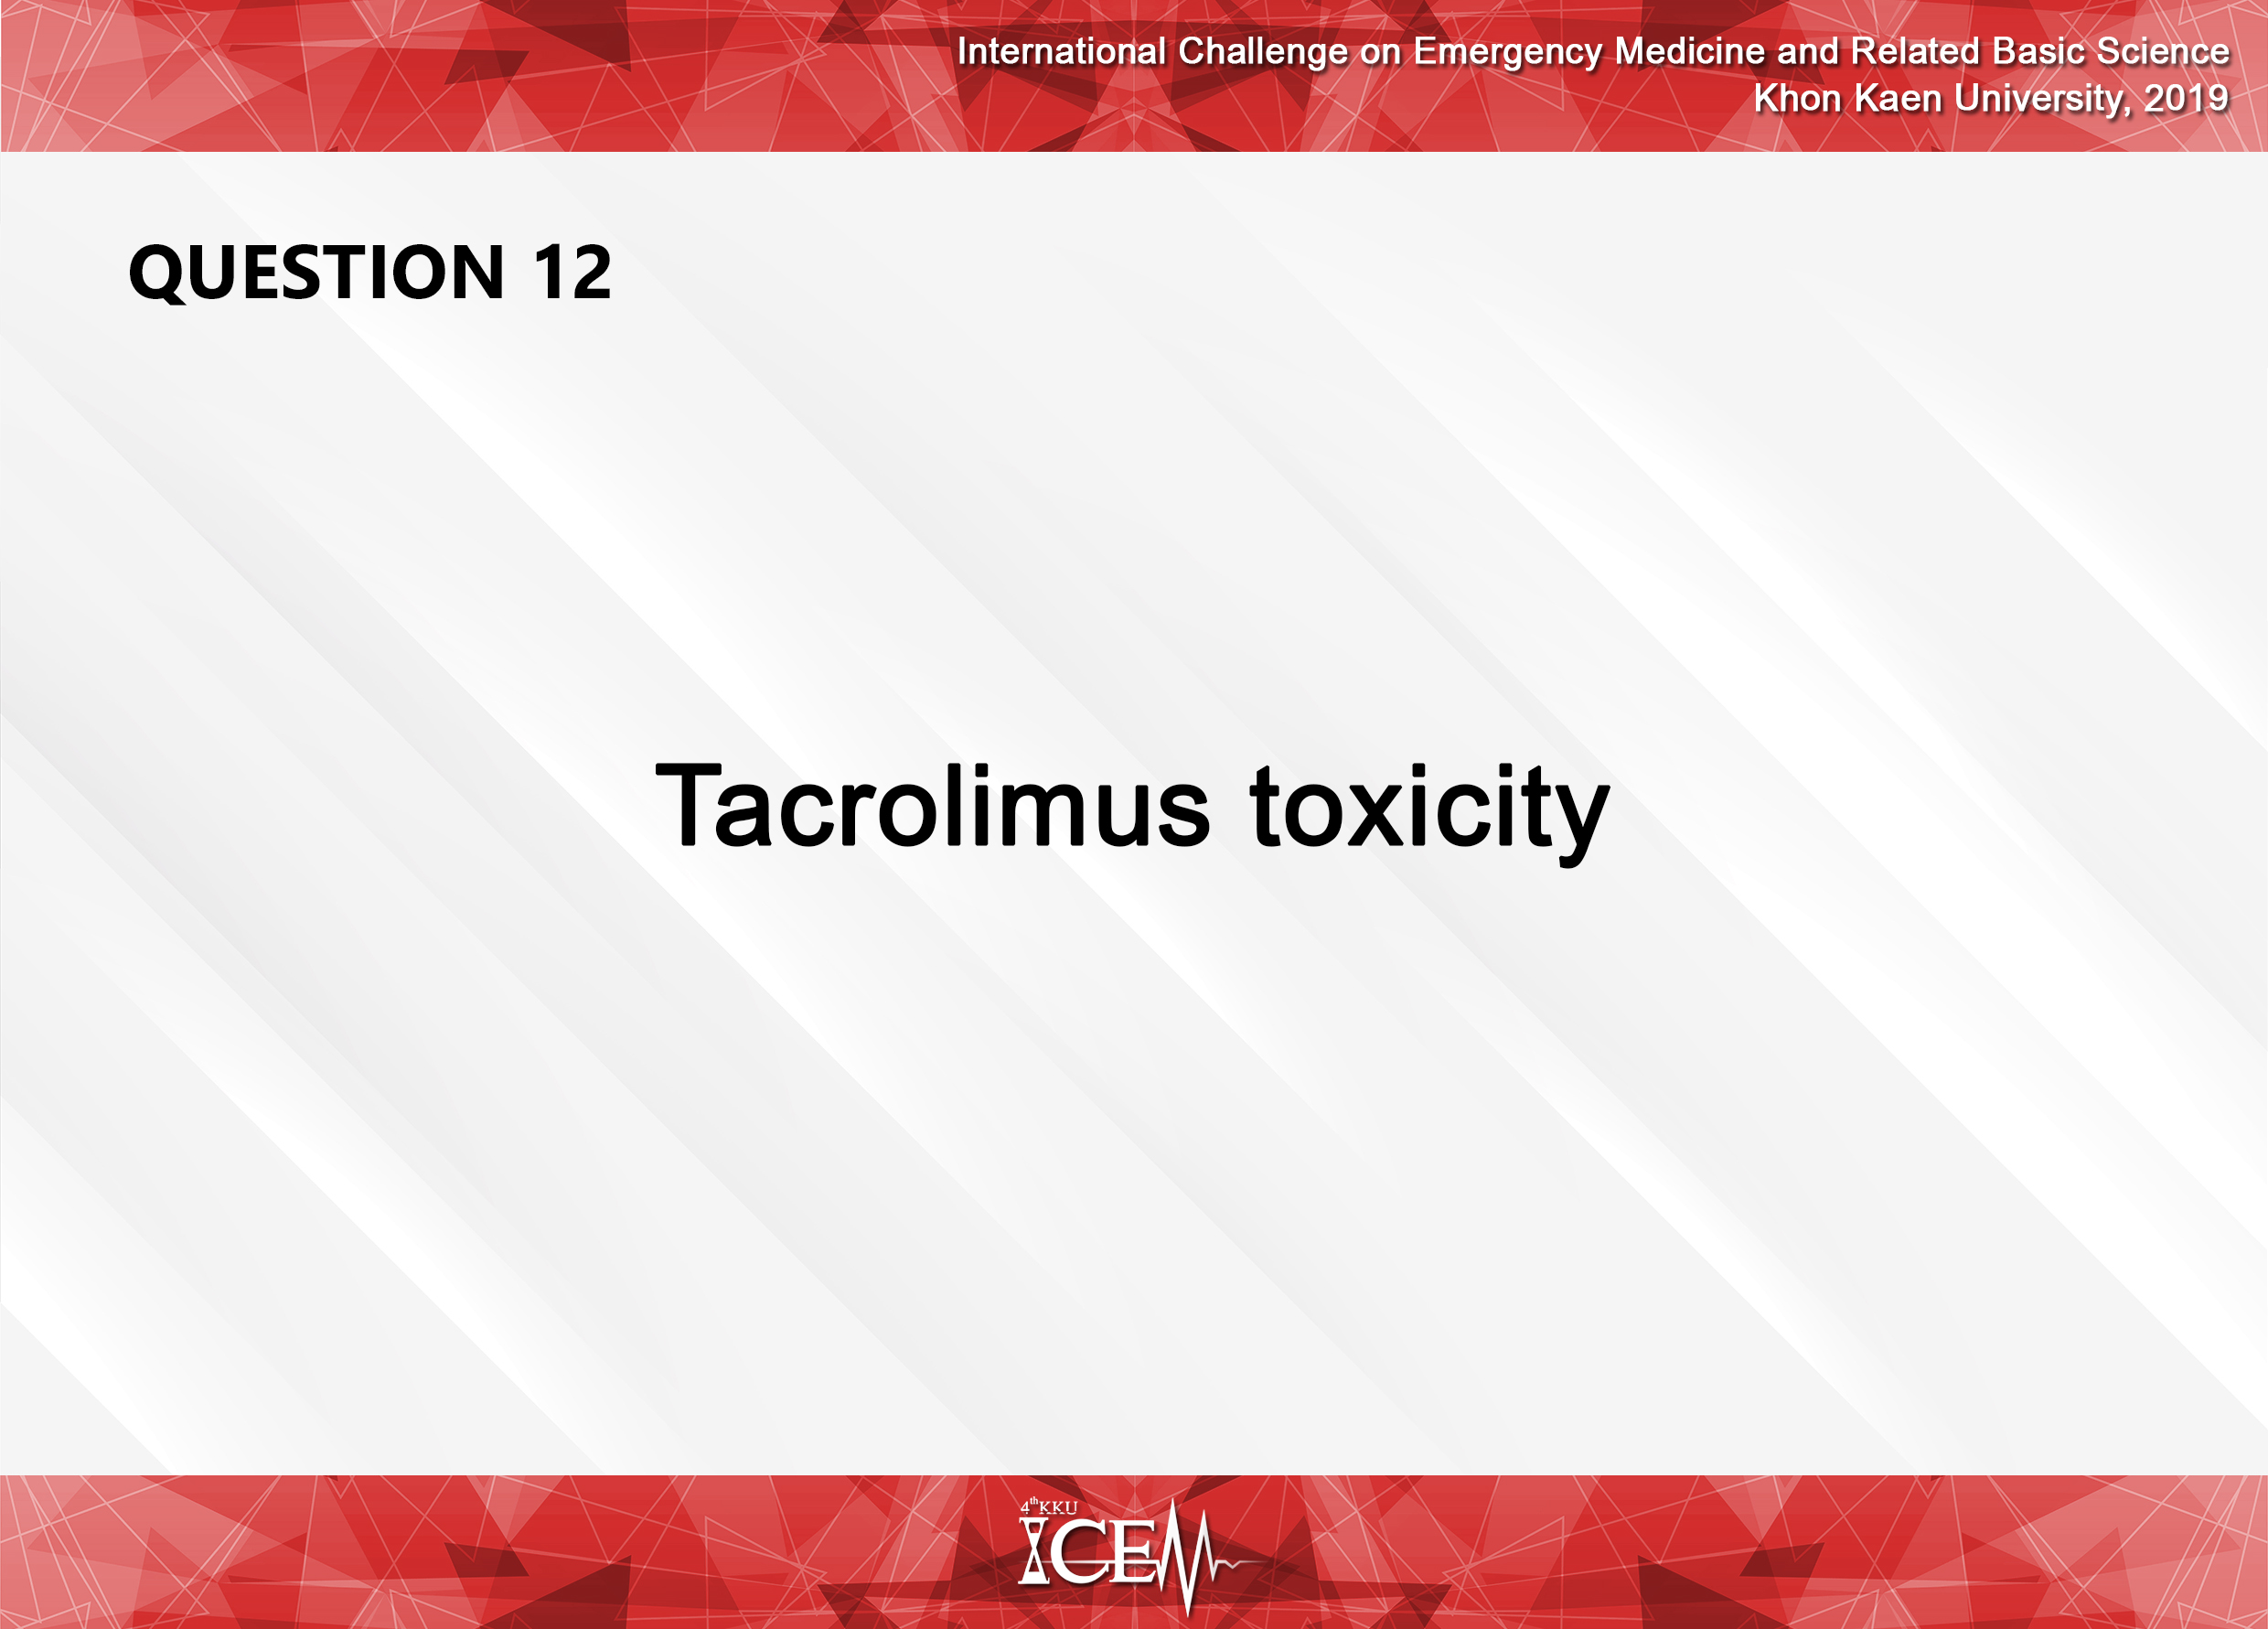 International Challenge on Emergency Medicine and Related Basic Science
Khon Kaen University, 2019
QUESTION 12
Tacrolimus toxicity
4th KKU
ICEM